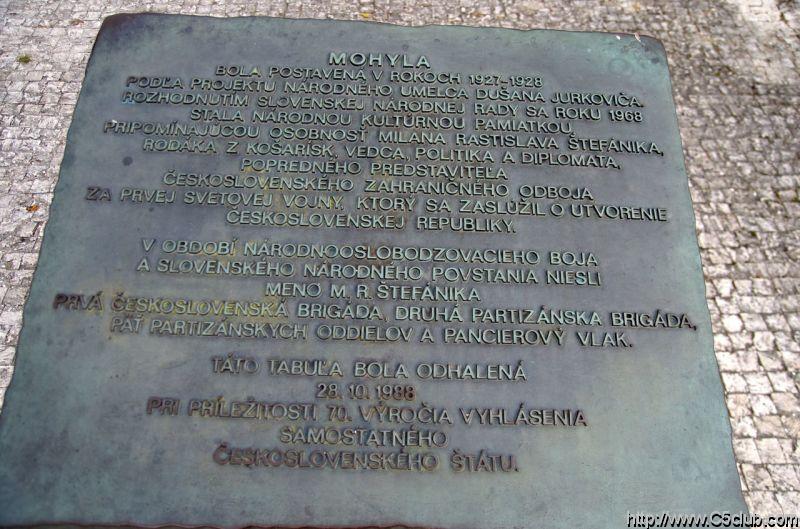 MOHYLA
BOLA POSTAVENÁ V ROKOCH 1927-1928
PODĽA PROJEKTU NÁRODNÉHO UMELCA DUŠANA JURKOVIČA.
ROZHODNUTÍM SLOVENSKEJ NÁRODNEJ RADY SA ROKU 1968
STALA NÁRODNOU KULTÚRNOU PAMIATKOU,
PRIPOMÍNAJÚCOU OSOBNOSŤ MILANA RASTISLAVA ŠTEFÁNIKA,
RODÁKA Z KOŠARÍSK, VEDCA, POLITIKA A DIPLOMATA,
POPREDNÉHO PREDSTAVITEĽA
ČESKOSLOVENSKÉHO ZAHRANIČNÉHO ODBOJA
ZA PRVEJ SVETOVEJ VOJNY, KTORÝ SA ZASLÚŽIL O UTVORENIE
ČESKOSLOVENSKEJ REPUBLIKY.
V OBDOBÍ NÁRODNOOSLOBODZOVACIEHO BOJA
A SLOVENSKÉHO NÁRODNÉHO POVSTANIA NIESLI
MENO M. R. ŠTEFÁNIKA
PRVÁ ČESKOSLOVENSKÁ BRIGÁDA, DRUHÁ PARTIZÁNSKA BRIGÁDA,
PÄŤ PARTIZÁNSKYCH ODDIELOV A PANCIEROVÝ VLAK.
TÁTO TABUĽA BOLA ODHALENÁ
28. 10. 1988
PRI PRÍLEŽITOSTI 70. VÝROČIA VYHLÁSENIA
SAMOSTATNÉHO
ČESKOSLOVENSKÉHO ŠTÁTU.
http://www.C5club.com